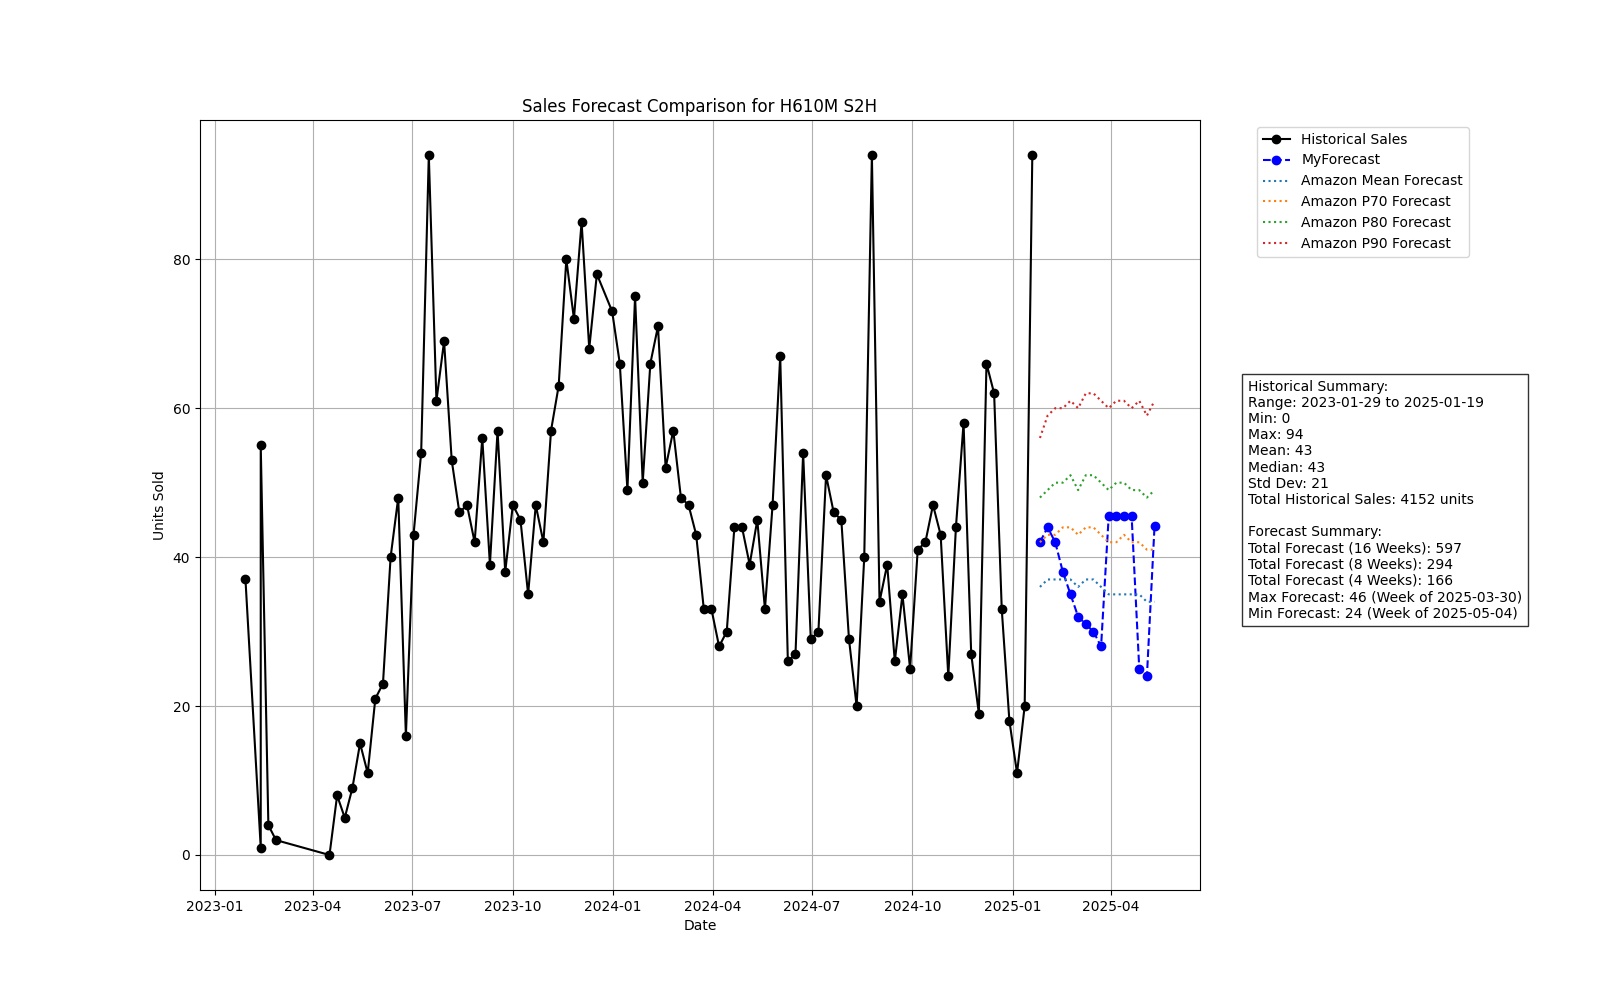 Sales Forecast Comparison for H610M S2H
Historical Sales
MyForecast
Amazon Mean Forecast
Amazon P70 Forecast
Amazon P80 Forecast
Amazon P90 Forecast
80
60
40
20
0
Units Sold
2023-01
2023-04
2023-07
2023-10
2024-01
2024-04
2024-07
2024-10
2025-01
2025-04
Date
Historical Summary:
Range: 2023-01-29 to 2025-01-19
Min: 0
Max: 94
Mean: 43
Median: 43
Std Dev: 21
Total Historical Sales: 4152 units
Forecast Summary:
Total Forecast (16 Weeks): 597
Total Forecast (8 Weeks): 294
Total Forecast (4 Weeks): 166
Max Forecast: 46 (Week of 2025-03-30)
Min Forecast: 24 (Week of 2025-05-04)